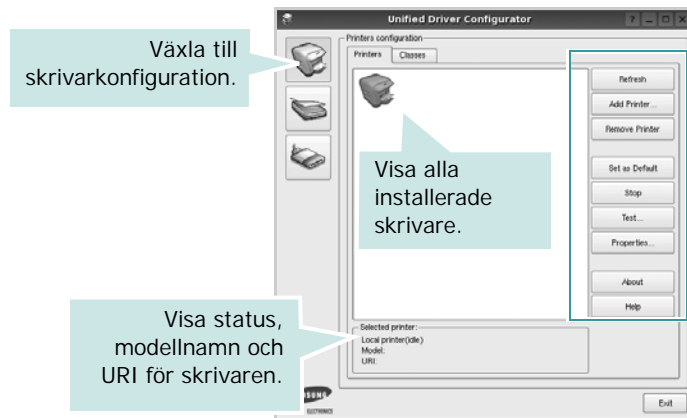 Unified Driver Configurator
Växla till
skrivarkonfiguration.
Printers configuration
Printers Classes
Refresh
Add Printer...
Remove Printer
Set as Default
Stop
Test...
Properties...
About
Help
Visa alla
installerade
skrivare.
Visa status,
modellnamn och
URI för skrivaren.
Selected printer:
Local printer(idle)
Model:
URI:
ELECTRONICS
Exit